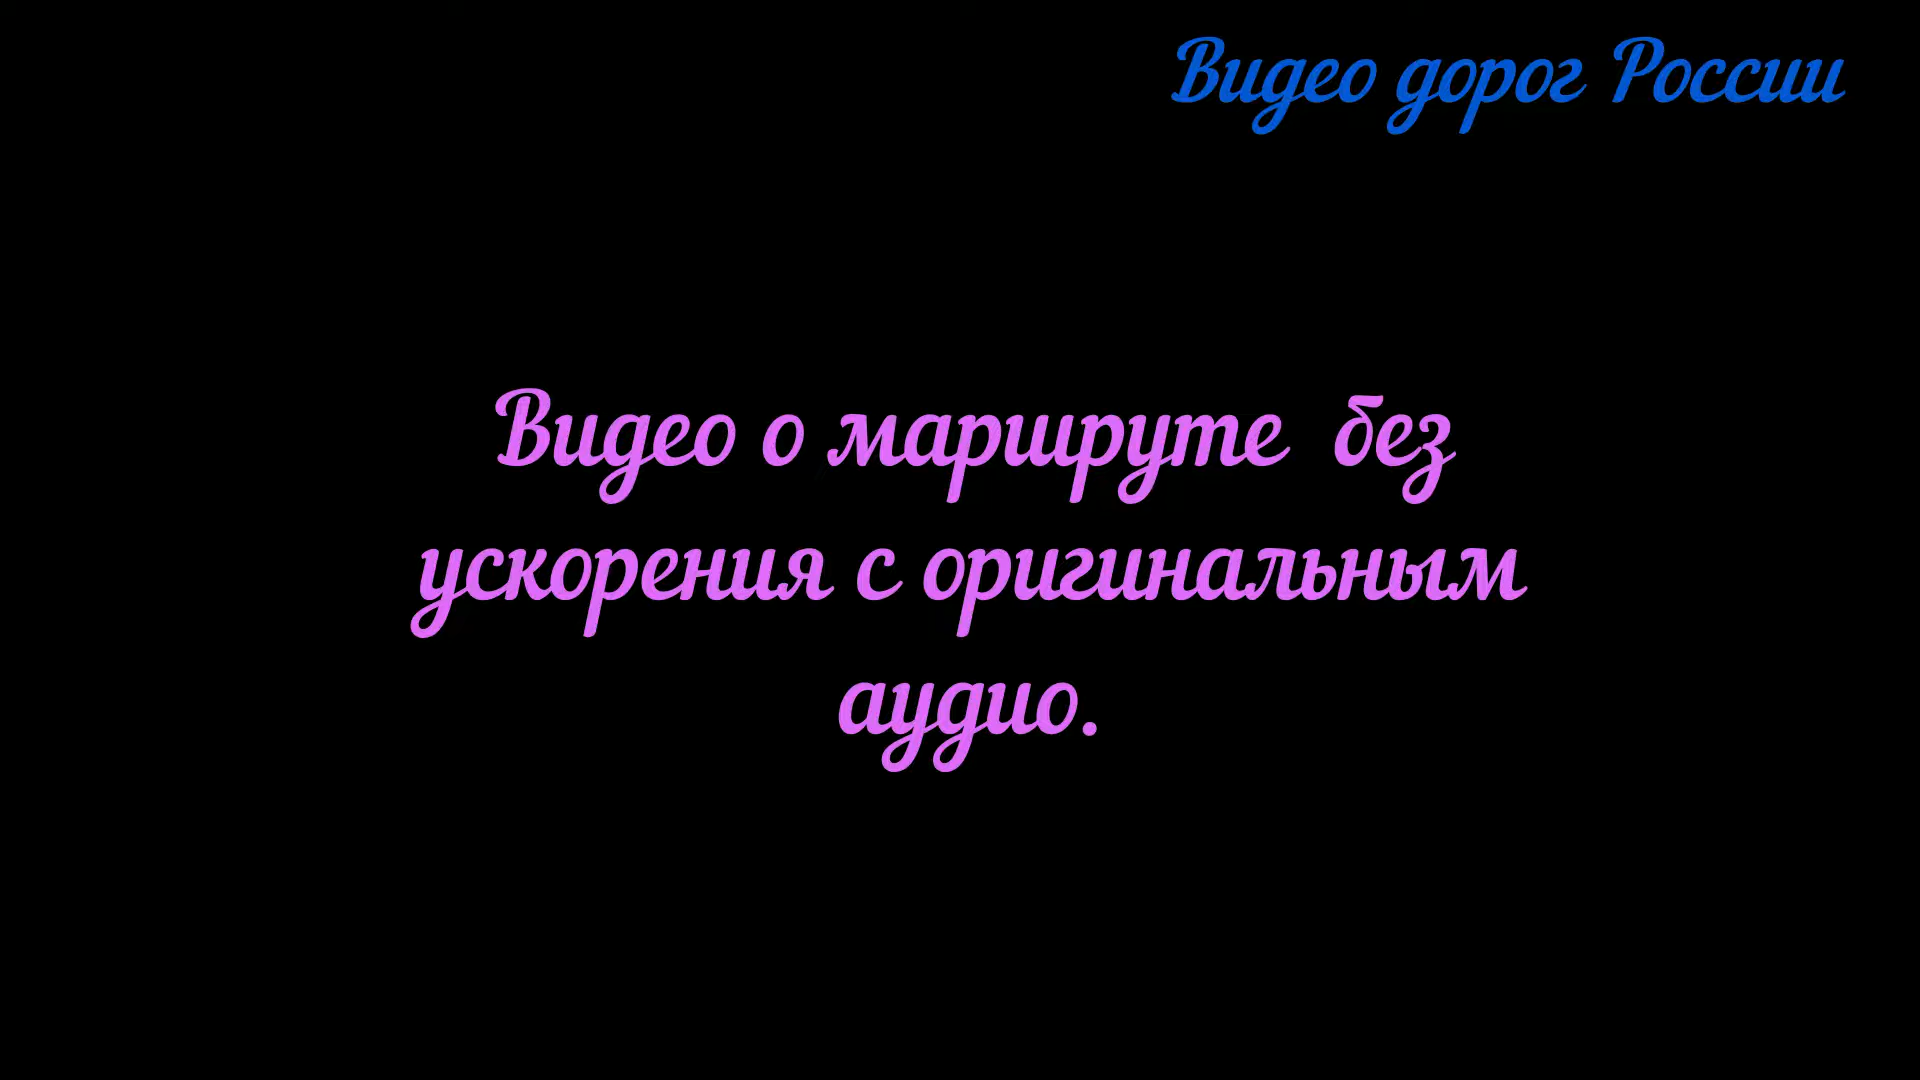 Видео дорог России
Видео о маршруте без
ускорения с оригинальным
аудио.